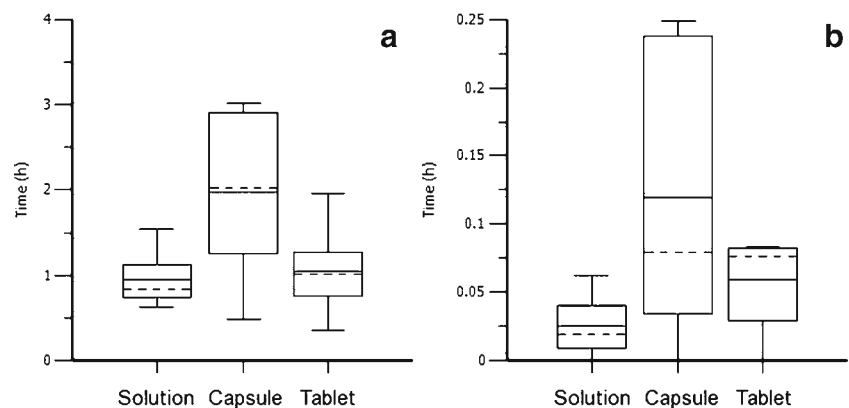 a
4
3
2
1
0
Time (h)
Solution Capsule Tablet
b
0.25
0.2
0.15
0.1
0.05
0
Time (h)
Solution Capsule Tablet